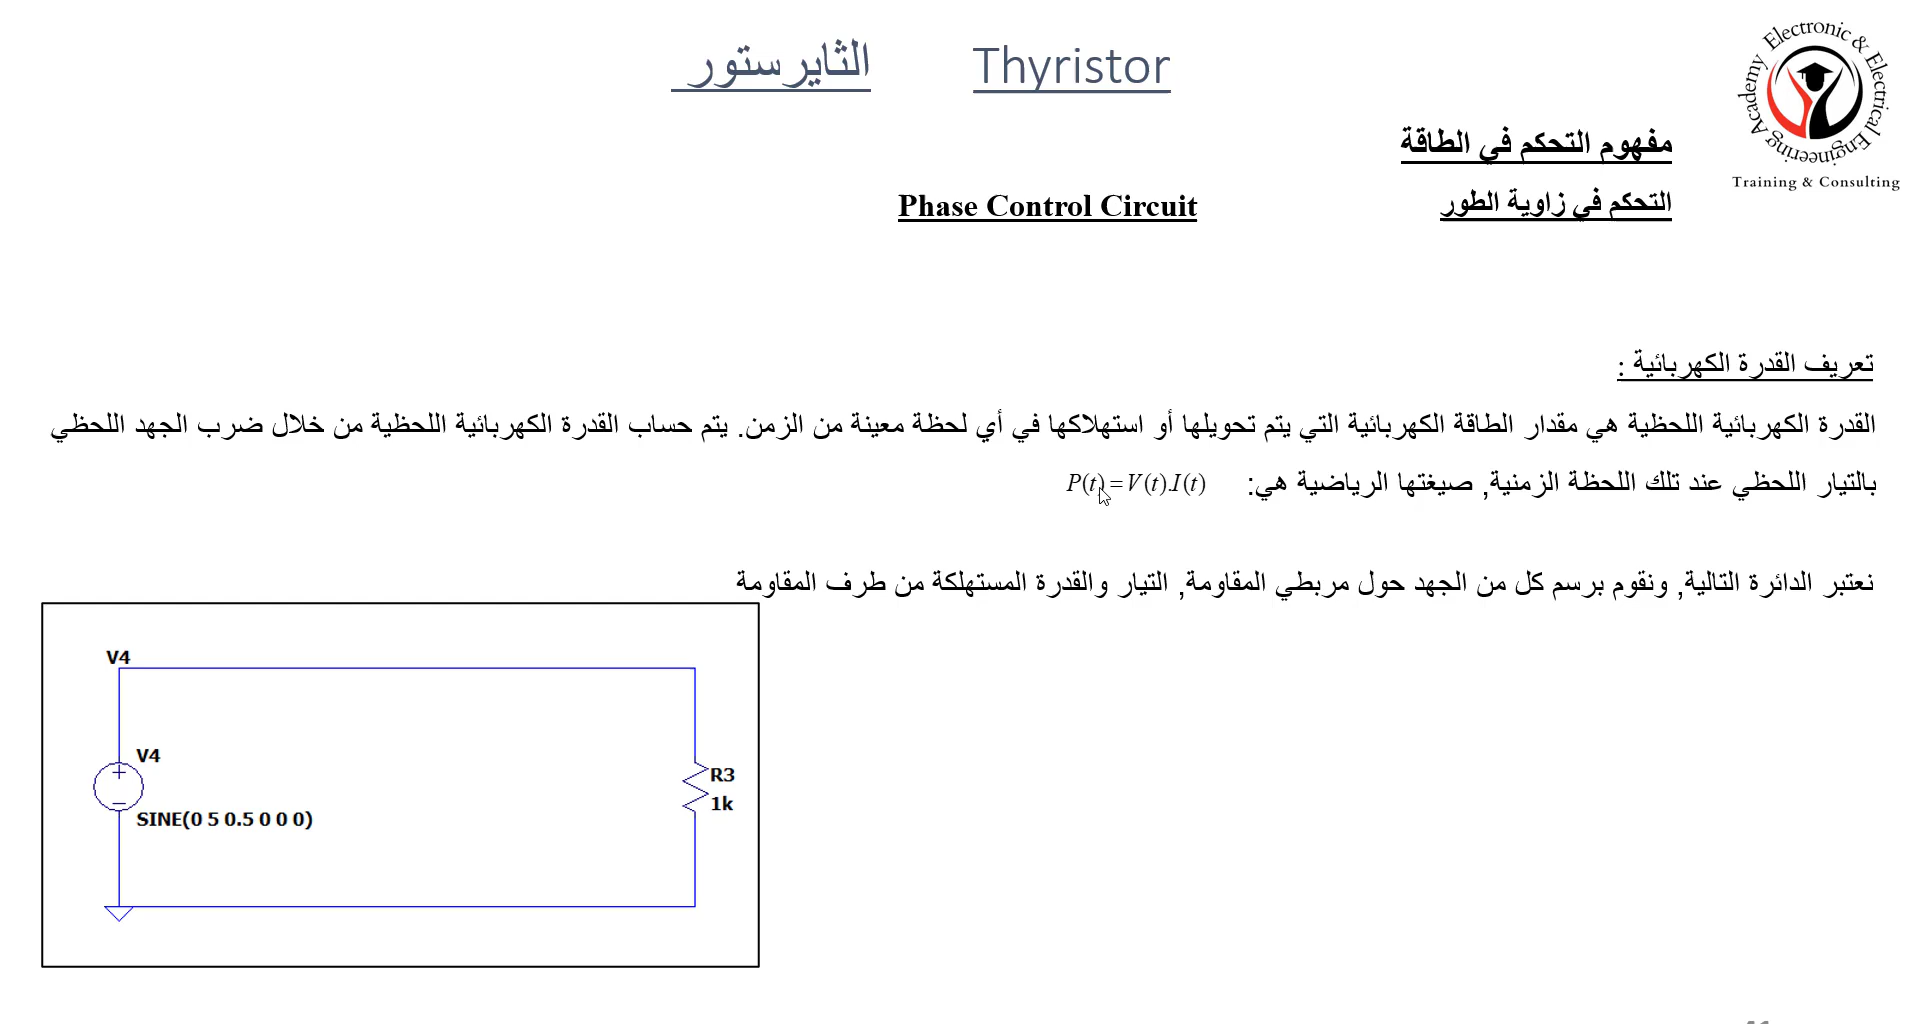 الثايرستور Thyristor
Electronic & Electrical Engineering Academy
Training & Consulting
مفهوم التحكم في الطاقة
التحكم في زاوية الطور Phase Control Circuit
تعريف القدرة الكهربائية :
القدرة الكهربائية اللحظية هي مقدار الطاقة الكهربائية التي يتم تحويلها أو استهلاكها في أي لحظة معينة من الزمن. يتم حساب القدرة الكهربائية اللحظية من خلال ضرب الجهد اللحظي
بالتيار اللحظي عند تلك اللحظة الزمنية, صيغتها الرياضية هي: P(t)=V(t).I(t)
نعتبر الدائرة التالية, ونقوم برسم كل من الجهد حول مربطي المقاومة, التيار والقدرة المستهلكة من طرف المقاومة
V4
V4
SINE(0 5 0.5 0 0 0)
R3
1k